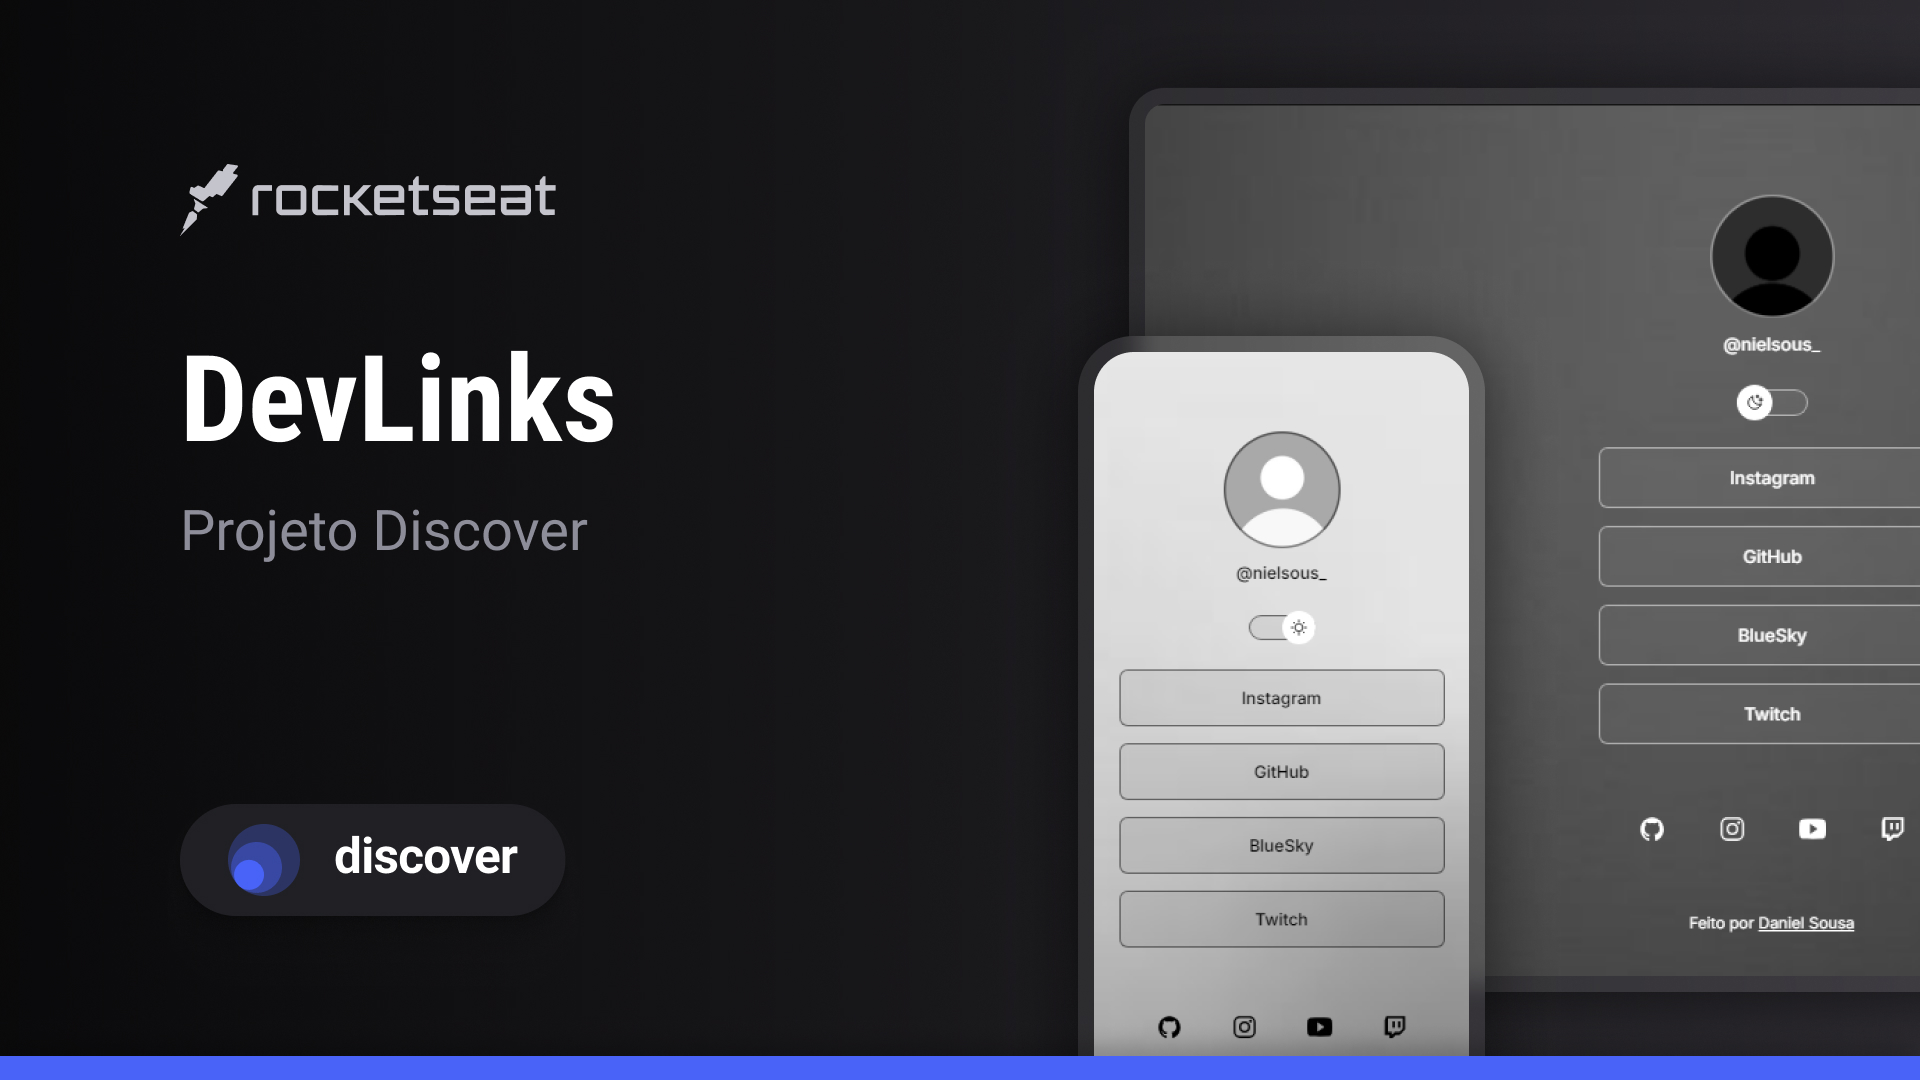 rocketseat
DevLinks
Projeto Discover
discover
@nielsous_
Instagram
GitHub
BlueSky
Twitch
@nielsous_
Instagram
GitHub
BlueSky
Twitch
Feito por Daniel Sousa